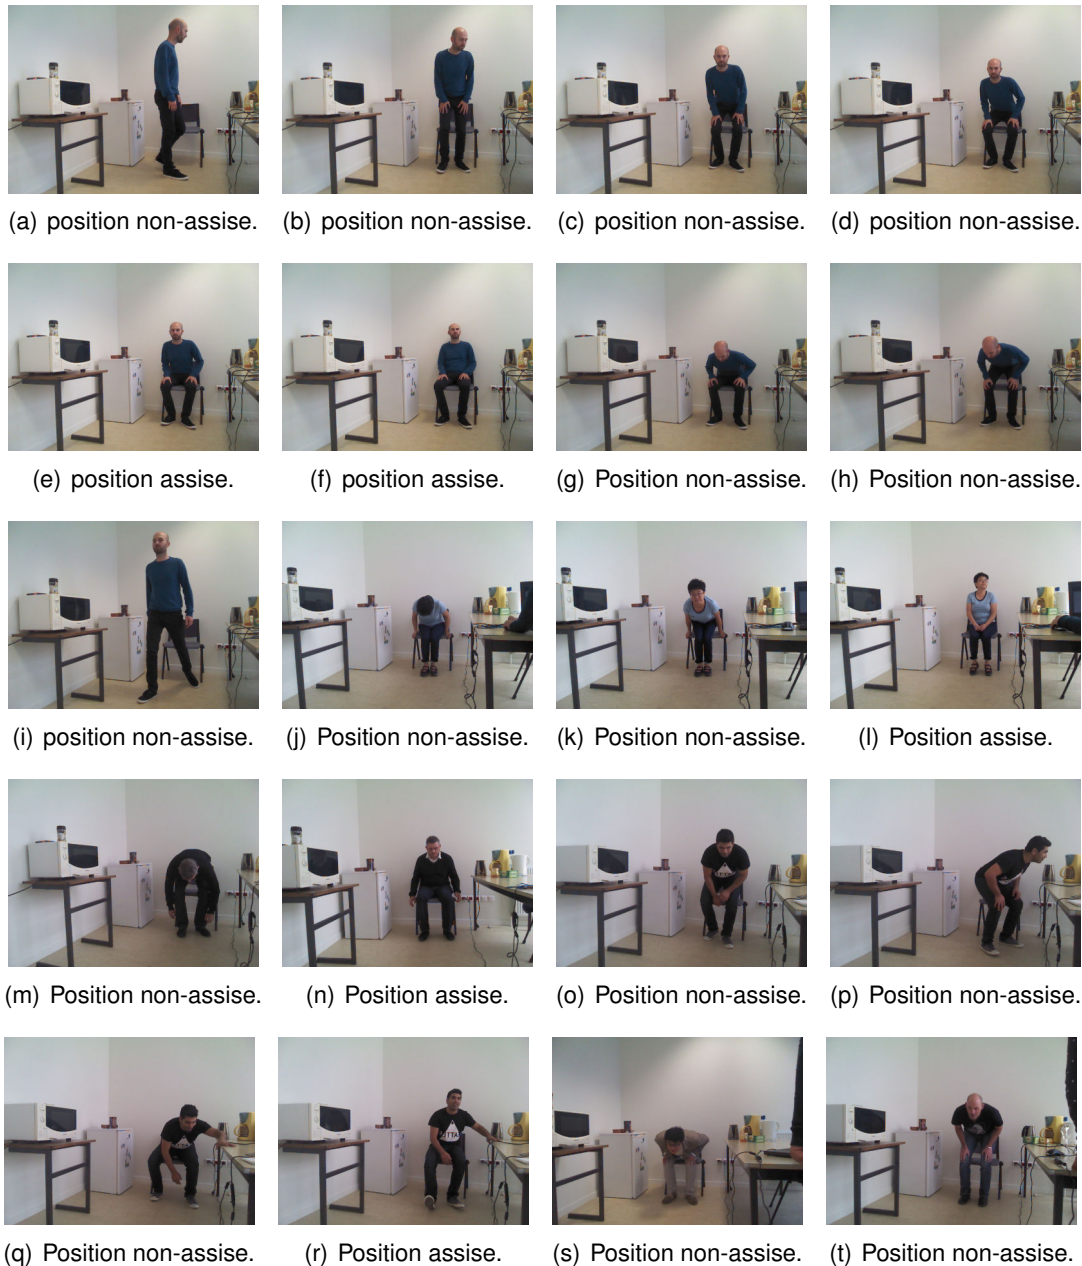 (a) position non-assise.
(b) position non-assise.
(c) position non-assise.
(d) position non-assise.
(e) position assise.
(f) position assise.
(g) Position non-assise.
(h) Position non-assise.
(i) position non-assise.
(j) Position non-assise.
(k) Position non-assise.
(l) Position assise.
(m) Position non-assise.
(n) Position assise.
(o) Position non-assise.
(p) Position non-assise.
(q) Position non-assise.
(r) Position assise.
(s) Position non-assise.
(t) Position non-assise.